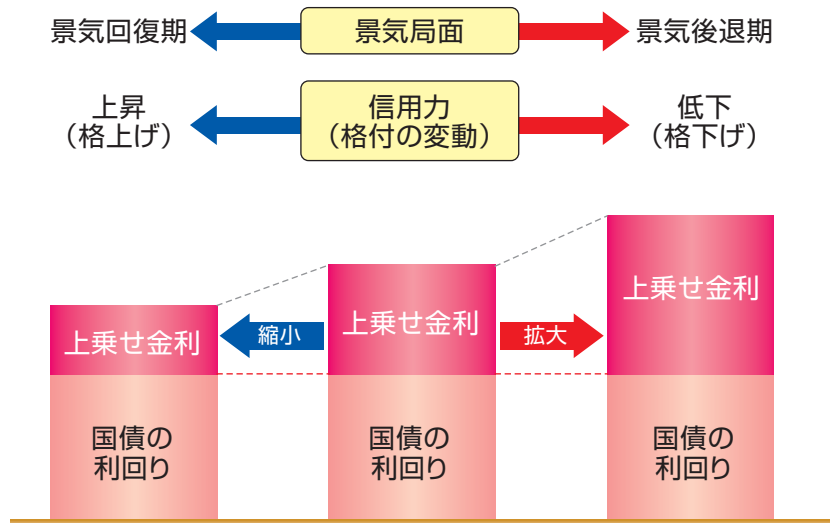 景気回復期
景気局面
景気後退期
上昇
（格上げ）
信用力
（格付の変動）
低下
（格下げ）
上乗せ金利
縮小
上乗せ金利
拡大
上乗せ金利
国債の
利回り
国債の
利回り
国債の
利回り